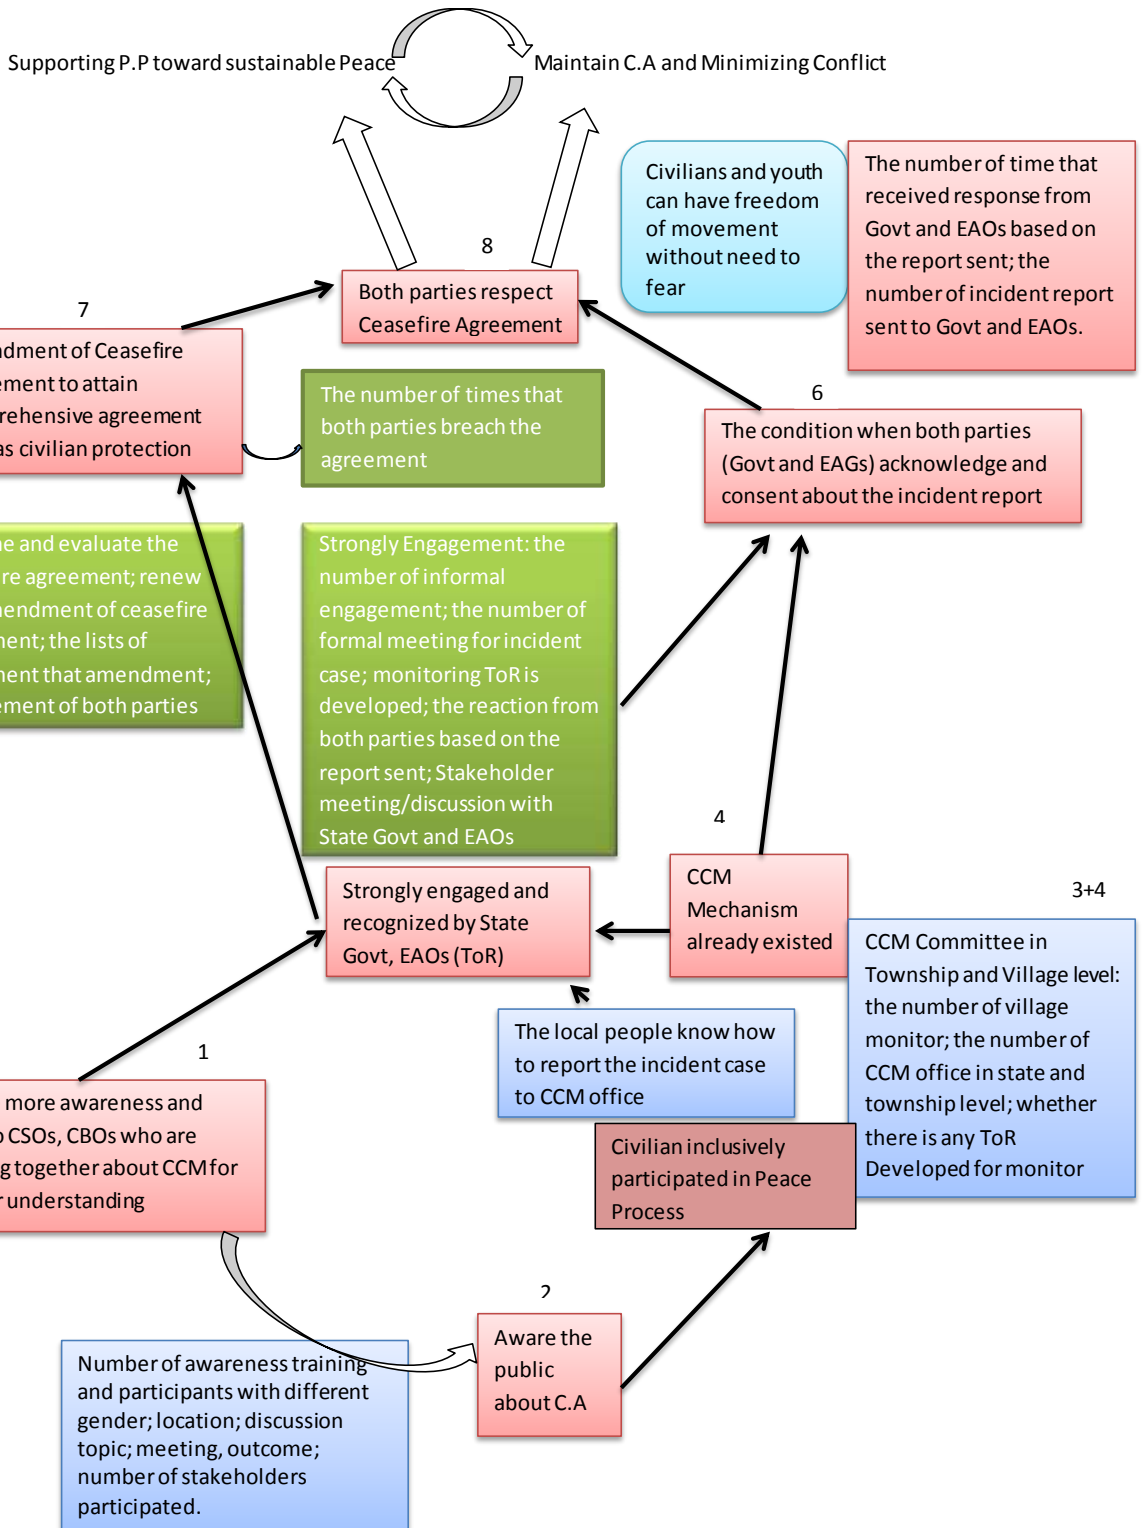 Supporting P.P toward sustainable Peace
Maintain C.A and Minimizing Conflict
Civilians and youth
can have freedom
of movement
without need to
fear
The number of time that
received response from
Govt and EAOs based on
the report sent; the
number of incident report
sent to Govt and EAOs.
8
Both parties respect
Ceasefire Agreement
7
ndment of Ceasefire
ement to attain
rehensive agreement
as civilian protection
The number of times that
both parties breach the
agreement
6
The condition when both parties
(Govt and EAGs) acknowledge and
consent about the incident report
ne and evaluate the
re agreement; renew
mendment of ceasefire
ment; the lists of
ment that amendment;
ement of both parties
Strongly Engagement: the
number of informal
engagement; the number of
formal meeting for incident
case; monitoring ToR is
developed; the reaction from
both parties based on the
report sent; Stakeholder
meeting/discussion with
State Govt and EAOs
4
Strongly engaged and
recognized by State
Govt, EAOs (ToR)
CCM
Mechanism
already existed
3+4
CCM Committee in
Township and Village level:
the number of village
monitor; the number of
CCM office in state and
township level; whether
there is any ToR
Developed for monitor
The local people know how
to report the incident case
to CCM office
1
more awareness and
o CSOs, CBOs who are
g together about CCM for
r understanding
Civilian inclusively
participated in Peace
Process
2
Aware the
public
about C.A
Number of awareness training
and participants with different
gender; location; discussion
topic; meeting, outcome;
number of stakeholders
participated.